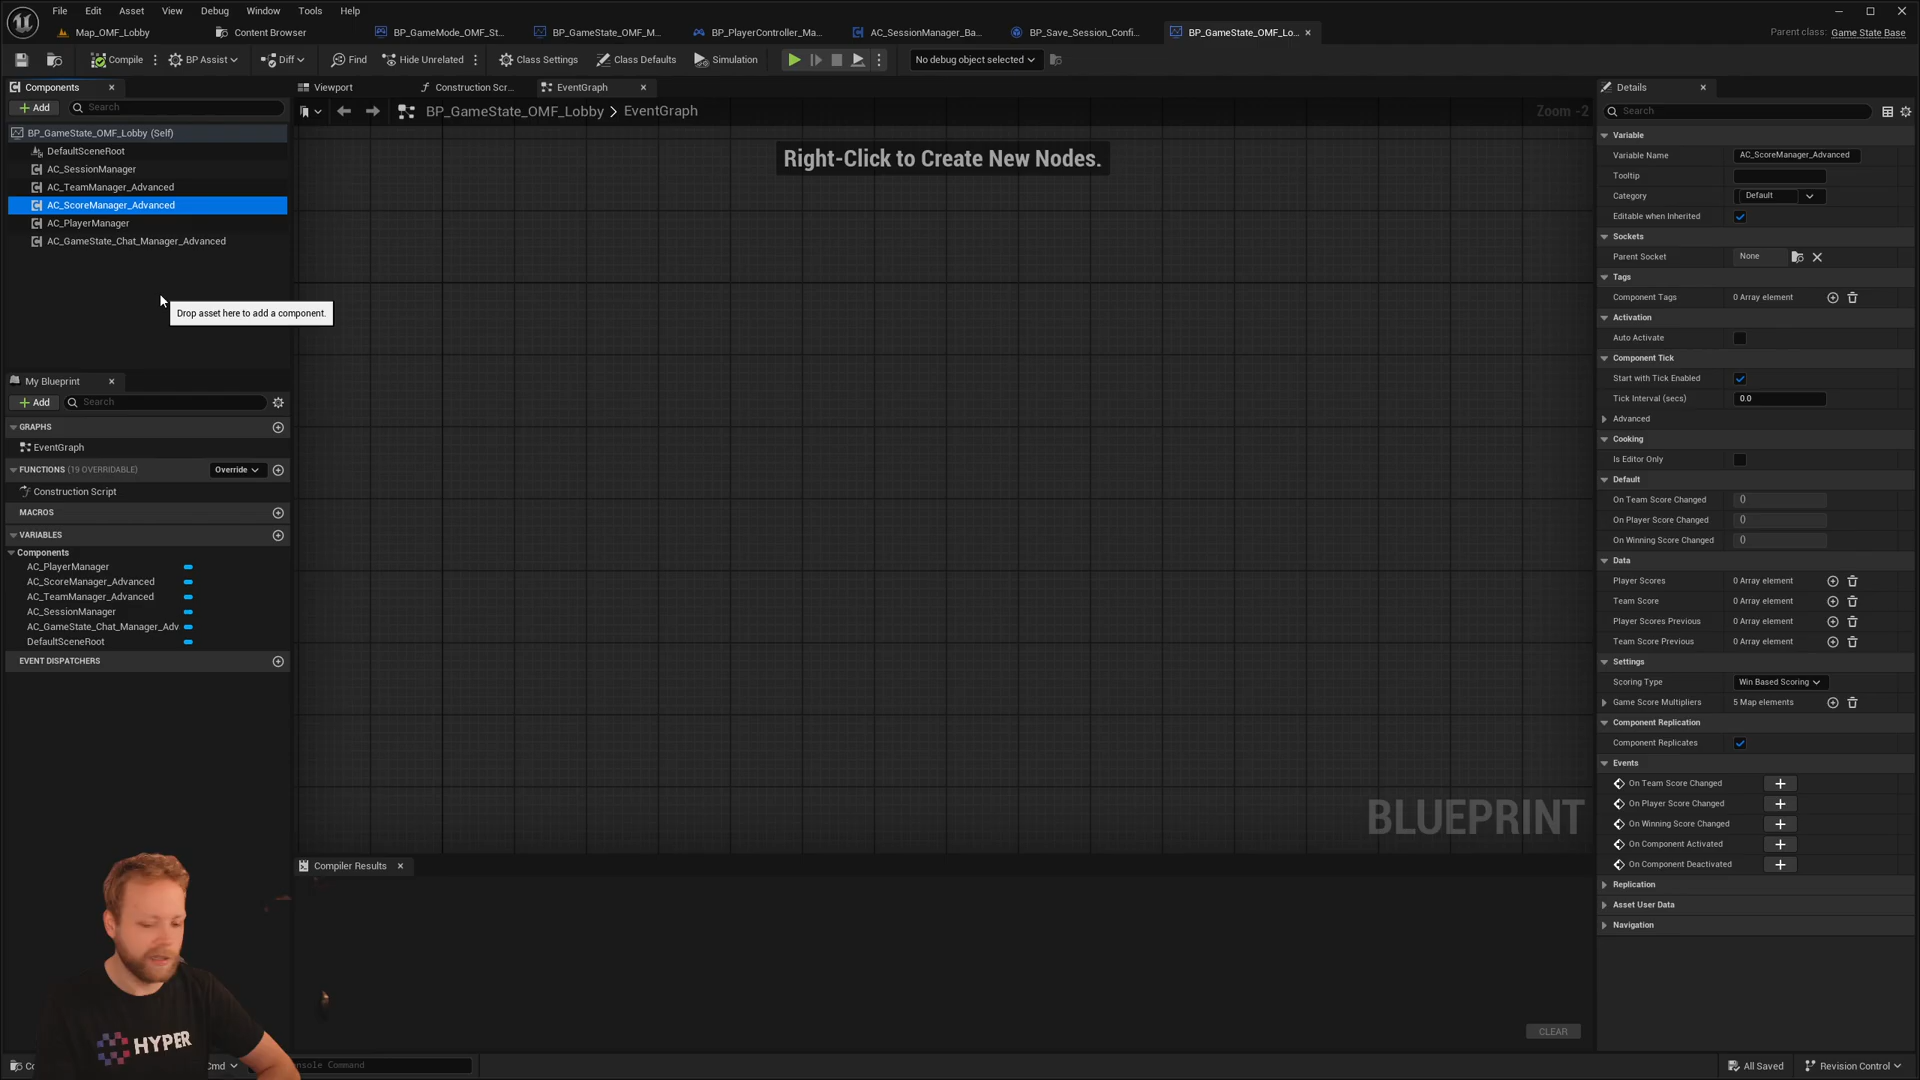 File Edit Asset View Debug Window Tools Help
Map_OMF_Lobby Content Browser BP_GameMode_OMF_St... BP_GameState_OMF_M... BP_PlayerController_Ma... AC_SessionManager_Ba... BP_Save_Session_Confi... BP_GameState_OMF_Lo... Parent class: Game State Base
Compile BP Assist Diff Find Hide Unrelated Class Settings Class Defaults Simulation No debug object selected
Components
Viewport Construction Scr... EventGraph
Details
Add Search
BP_GameState_OMF_Lobby > EventGraph
Zoom -2
Search
Right-Click to Create New Nodes.
BP_GameState_OMF_Lobby (Self)
DefaultSceneRoot
AC_SessionManager
AC_TeamManager_Advanced
AC_ScoreManager_Advanced
AC_PlayerManager
AC_GameState_Chat_Manager_Advanced
Drop asset here to add a component.
My Blueprint
Add Search
GRAPHS
EventGraph
FUNCTIONS (19 OVERRIDABLE) Override
Construction Script
MACROS
VARIABLES
Components
AC_PlayerManager
AC_ScoreManager_Advanced
AC_TeamManager_Advanced
AC_SessionManager
AC_GameState_Chat_Manager_Adv
DefaultSceneRoot
EVENT DISPATCHERS
BLUEPRINT
Compiler Results
CLEAR
Variable
Variable Name AC_ScoreManager_Advanced
Tooltip
Category Default
Editable when Inherited
Sockets
Parent Socket None
Tags
Component Tags 0 Array element
Activation
Auto Activate
Component Tick
Start with Tick Enabled
Tick Interval (secs) 0.0
Advanced
Cooking
Is Editor Only
Default
On Team Score Changed ()
On Player Score Changed ()
On Winning Score Changed ()
Data
Player Scores 0 Array element
Team Score 0 Array element
Player Scores Previous 0 Array element
Team Score Previous 0 Array element
Settings
Scoring Type Win Based Scoring
Game Score Multipliers 5 Map elements
Component Replication
Component Replicates
Events
On Team Score Changed
On Player Score Changed
On Winning Score Changed
On Component Activated
On Component Deactivated
Replication
Asset User Data
Navigation
HYPER
Co Cmd nsole Command All Saved Revision Control